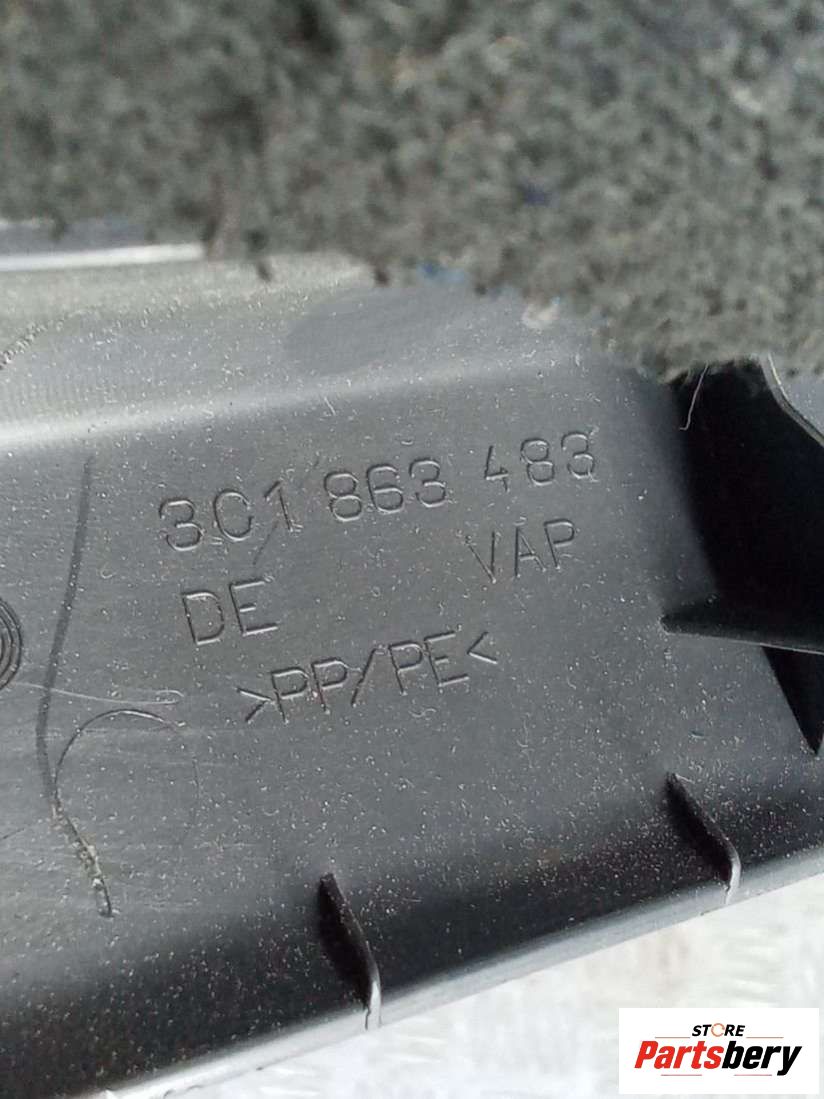 3C1 863 483
DE VAP
>PP/PE<
STORE
Partsbery